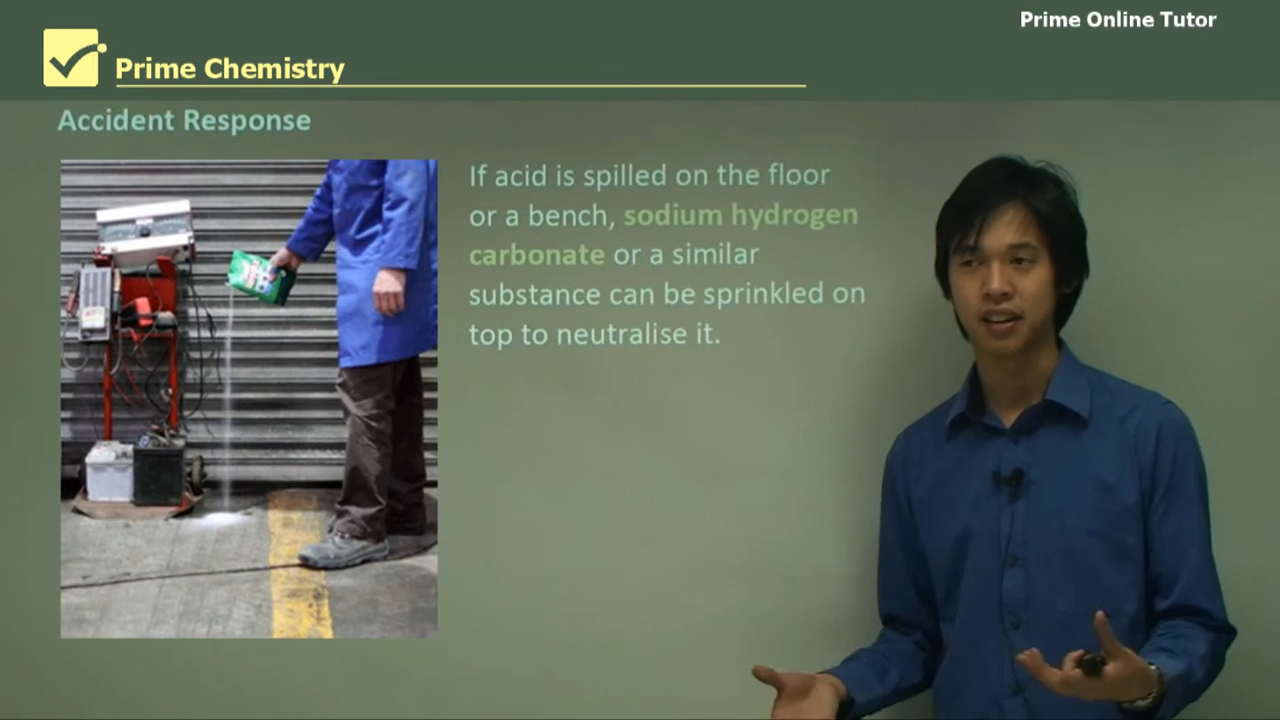 Prime Online Tutor
Prime Chemistry
Accident Response
If acid is spilled on the floor
or a bench, sodium hydrogen
carbonate or a similar
substance can be sprinkled on
top to neutralise it.